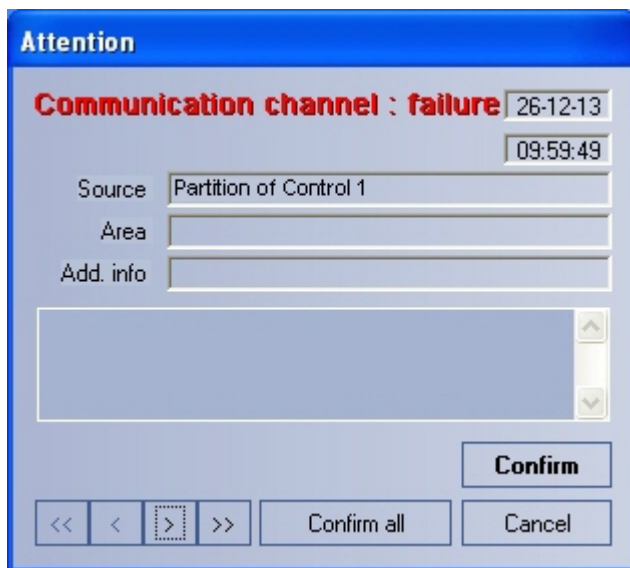 Attention
Communication channel : failure 26-12-13
09:59:49
Source Partition of Control 1
Area
Add. info
Confirm
<< < > >> Confirm all Cancel